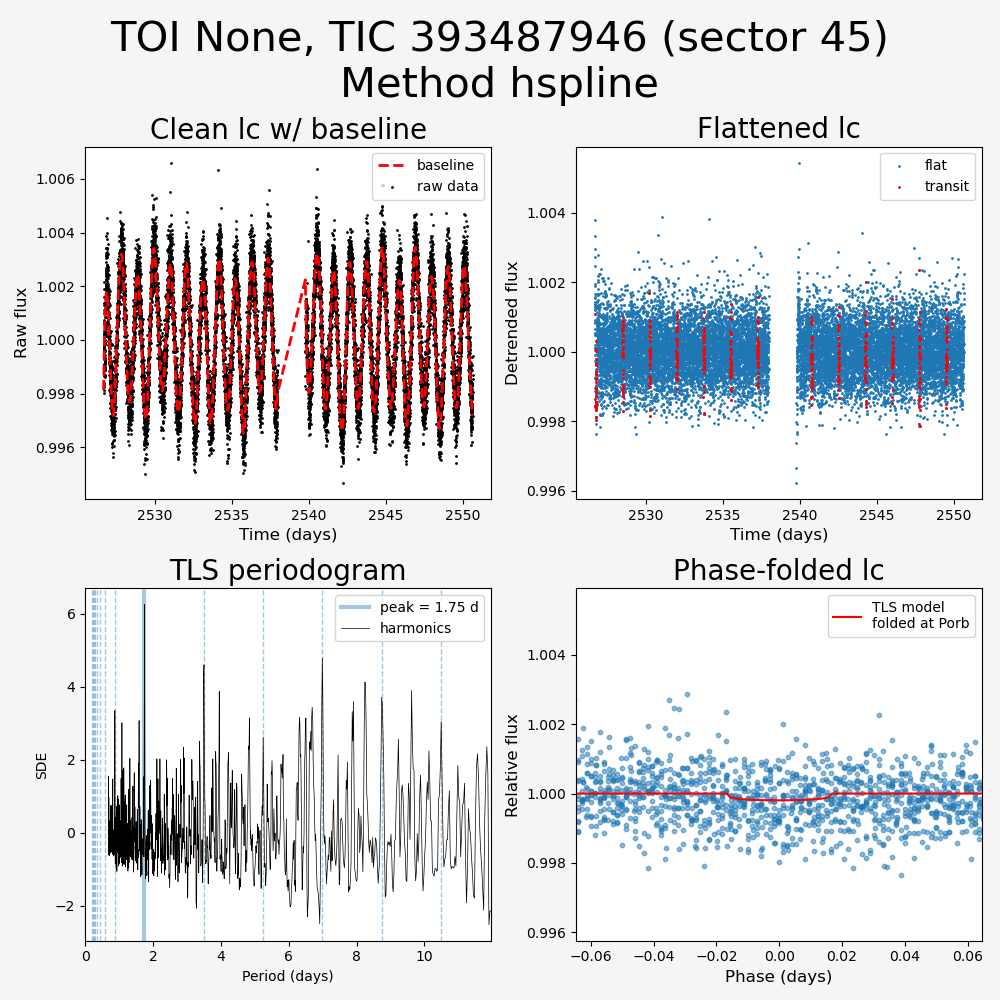 TOI None, TIC 393487946 (sector 45)
Method hspline
Clean lc w/ baseline
Raw flux
1.006
1.004
1.002
1.000
0.998
0.996
baseline
raw data
2530
2535
2540
2545
2550
Time (days)
Flattened lc
Detrended flux
1.004
1.002
1.000
0.998
0.996
flat
transit
2530
2535
2540
2545
2550
Time (days)
TLS periodogram
SDE
6
4
2
0
−2
peak = 1.75 d
harmonics
0
2
4
6
8
10
Period (days)
Phase-folded lc
Relative flux
1.004
1.002
1.000
0.998
0.996
TLS model
folded at Porb
−0.06
−0.04
−0.02
0.00
0.02
0.04
0.06
Phase (days)